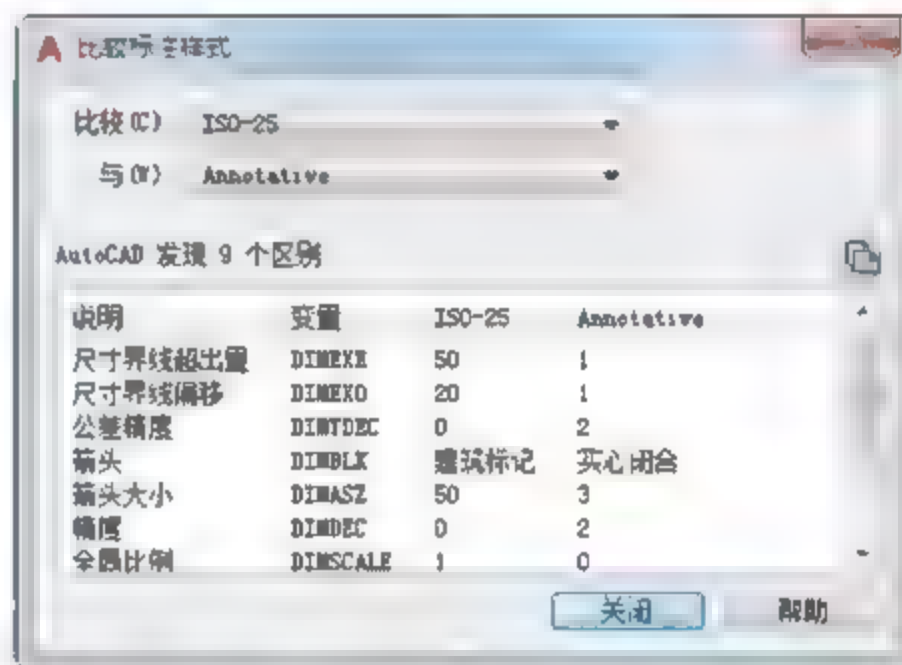 比较标注样式
比较(C) ISO-25
与(W) Annotative
AutoCAD 发现 9 个区别
说明 变量 ISO-25 Annotative
尺寸界线超出量 DIMEXE 50 1
尺寸界线偏移 DIMEXO 20 1
公差精度 DIMTDEC 0 2
箭头 DIMBLK 建筑标记 实心闭合
箭头大小 DIMASZ 50 3
精度 DIMDEC 0 2
全局比例 DIMSCALE 1 0
关闭 帮助